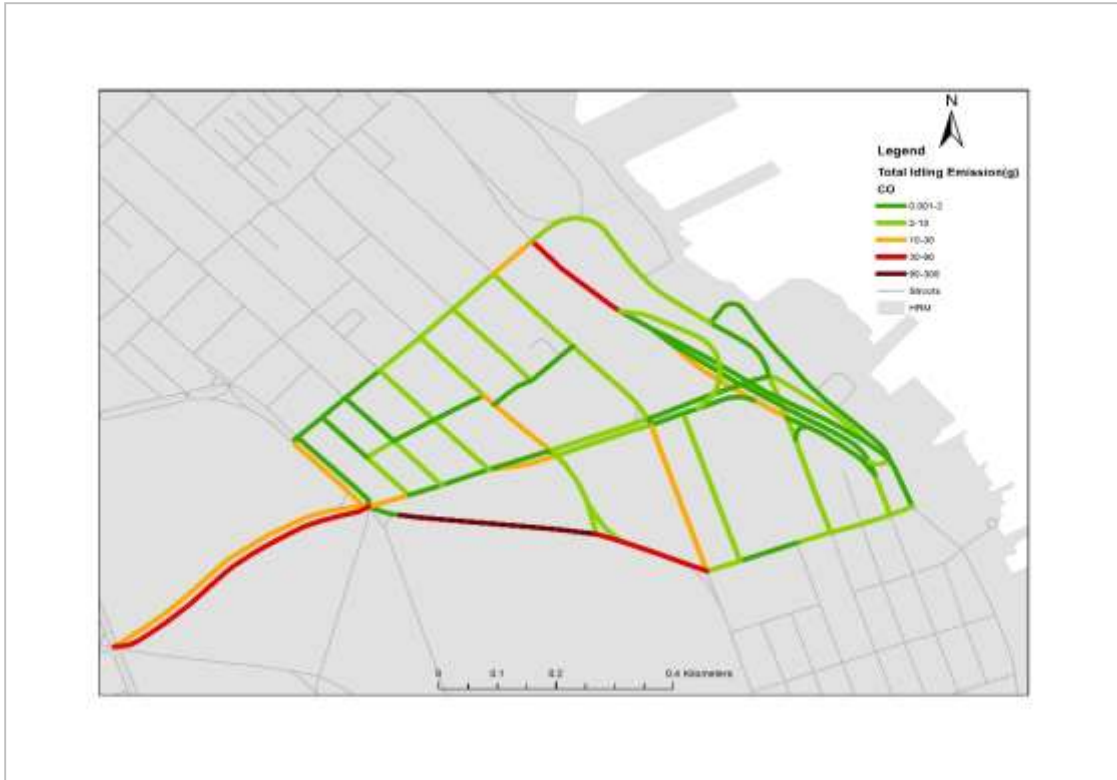 N
Legend
Total Idling Emission(g)
CO
0.001-2
2-10
10-30
30-90
90-300
Streets
HRM
0 0.1 0.2 0.4 Kilometers